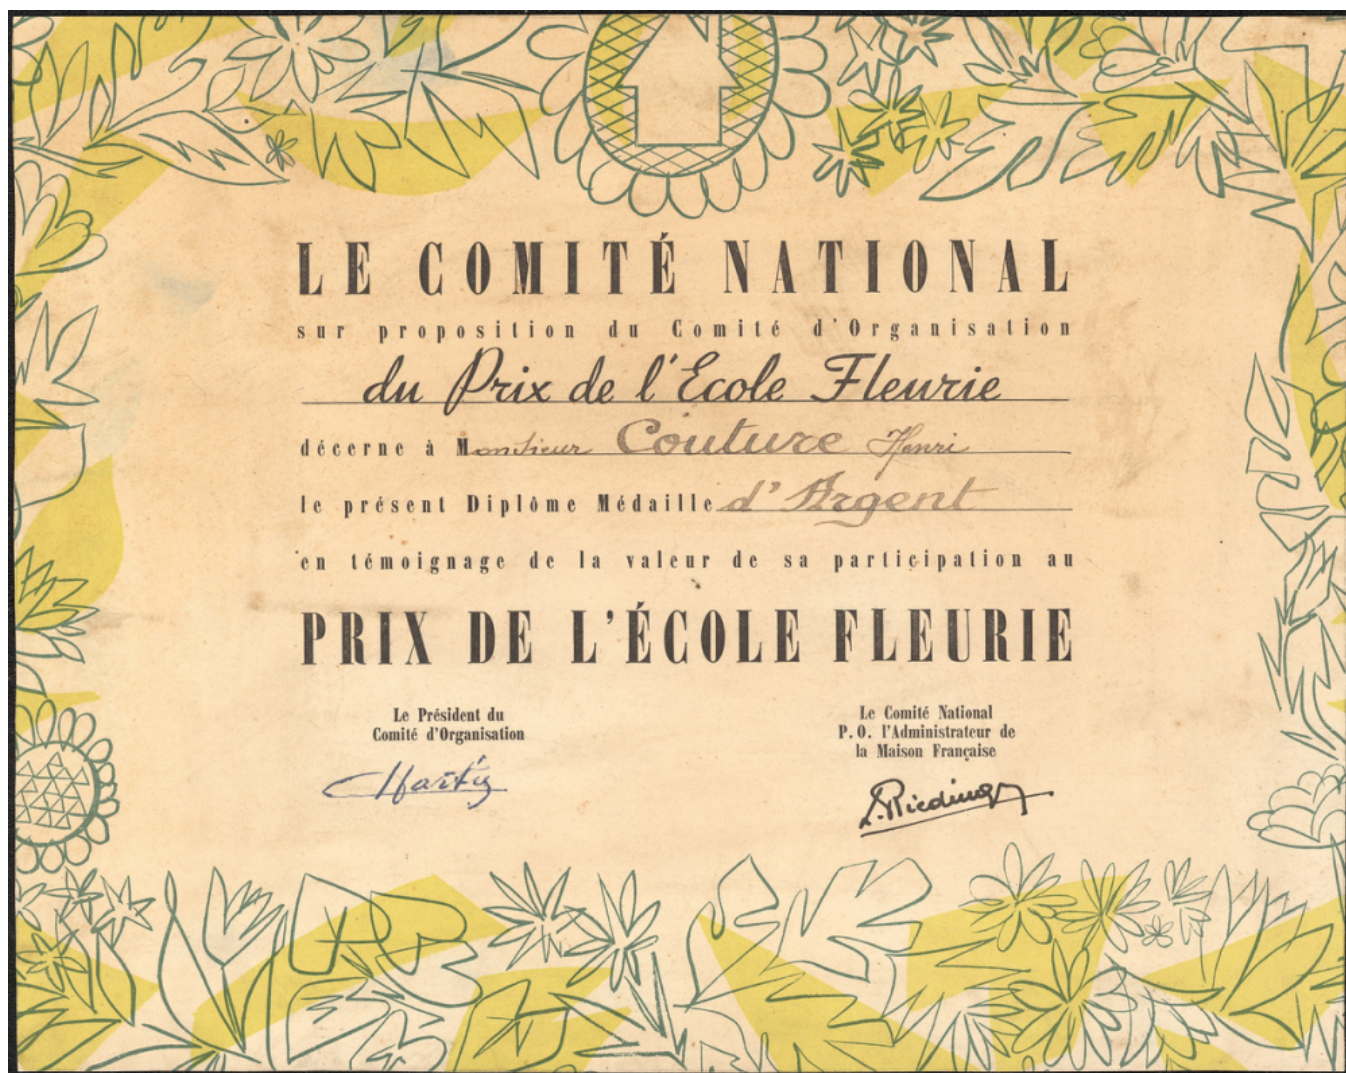 LE COMITÉ NATIONAL
sur proposition du Comité d'Organisation
du Prix de l'Ecole Fleurie
décerne à Monsieur Couture Henri
le présent Diplôme Médaille d'Argent
en témoignage de la valeur de sa participation au
PRIX DE L'ÉCOLE FLEURIE
Le Président du
Comité d'Organisation
Le Comité National
P.O. l'Administrateur de
la Maison Française